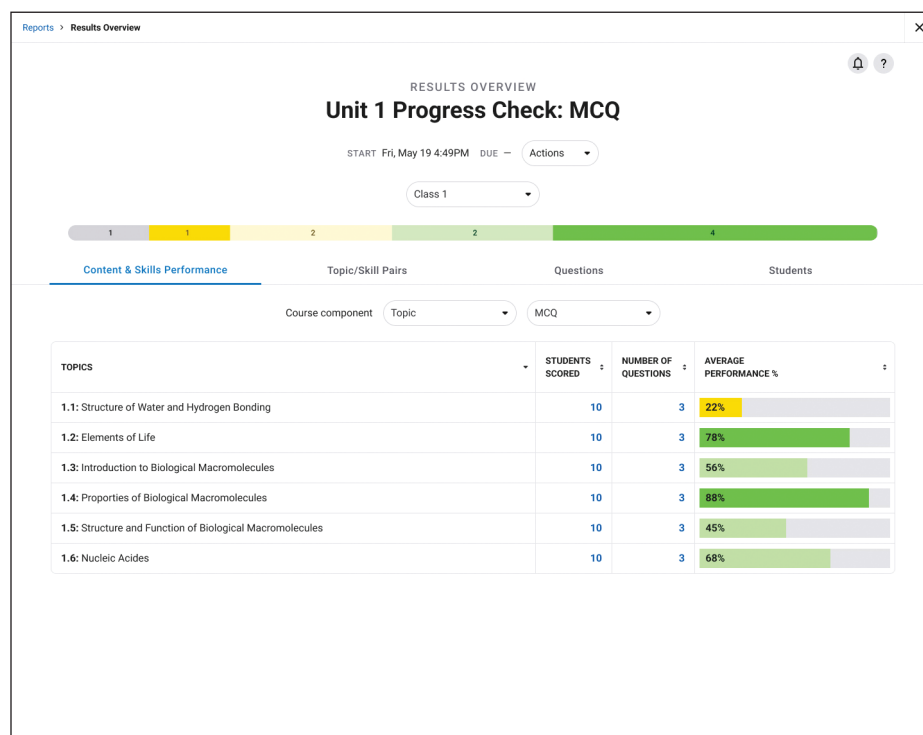 Reports > Results Overview
RESULTS OVERVIEW
Unit 1 Progress Check: MCQ
START Fri, May 19 4:49PM DUE — Actions
Class 1
1 1 2 2 4
Content & Skills Performance Topic/Skill Pairs Questions Students
Course component Topic MCQ
TOPICS STUDENTS SCORED NUMBER OF QUESTIONS AVERAGE PERFORMANCE %
1.1: Structure of Water and Hydrogen Bonding 10 3 22%
1.2: Elements of Life 10 3 78%
1.3: Introduction to Biological Macromolecules 10 3 56%
1.4: Proporties of Biological Macromolecules 10 3 88%
1.5: Structure and Function of Biological Macromolecules 10 3 45%
1.6: Nucleic Acides 10 3 68%